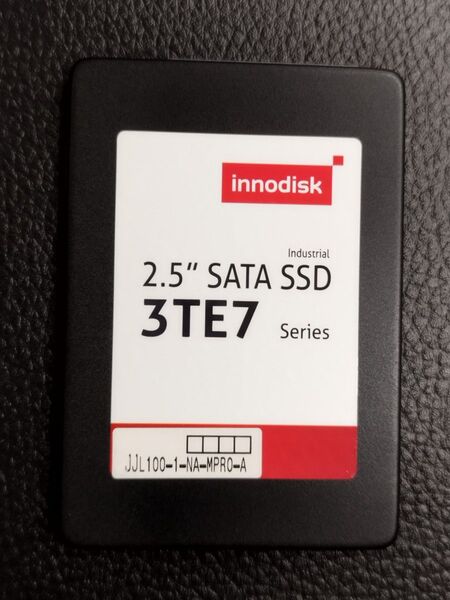 innodisk
Industrial
2.5" SATA SSD
3TE7 Series
JJL100-1-NA-MPRO-A